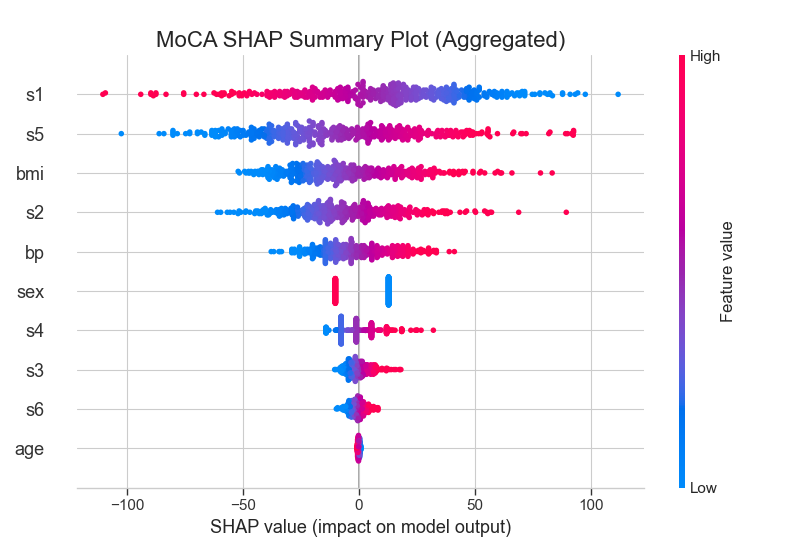 MoCA SHAP Summary Plot (Aggregated)
High
s1
s5
bmi
s2
bp
sex
s4
s3
s6
age
Feature value
Low
−100
−50
0
50
100
SHAP value (impact on model output)